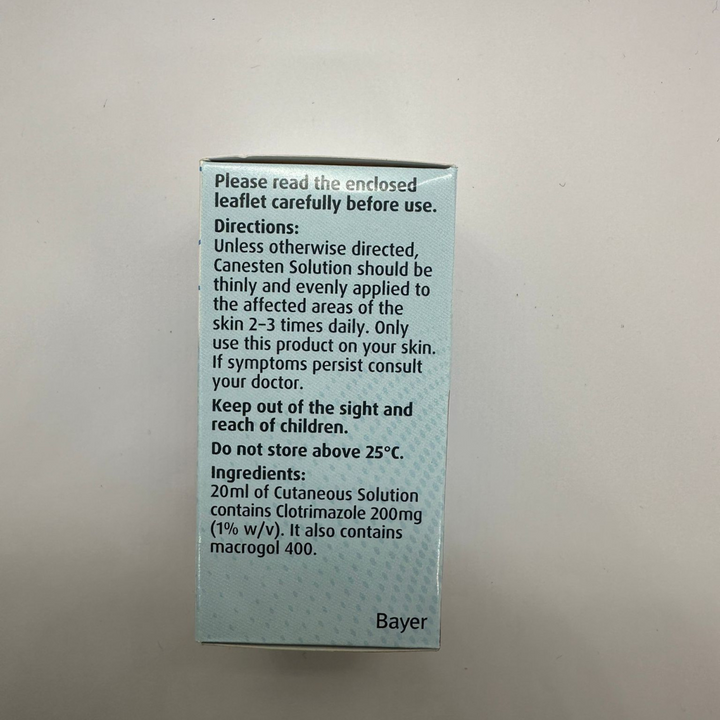 Please read the enclosed
leaflet carefully before use.
Directions:
Unless otherwise directed,
Canesten Solution should be
thinly and evenly applied to
the affected areas of the
skin 2-3 times daily. Only
use this product on your skin.
If symptoms persist consult
your doctor.
Keep out of the sight and
reach of children.
Do not store above 25°C.
Ingredients:
20ml of Cutaneous Solution
contains Clotrimazole 200mg
(1% w/v). It also contains
macrogol 400.
Bayer